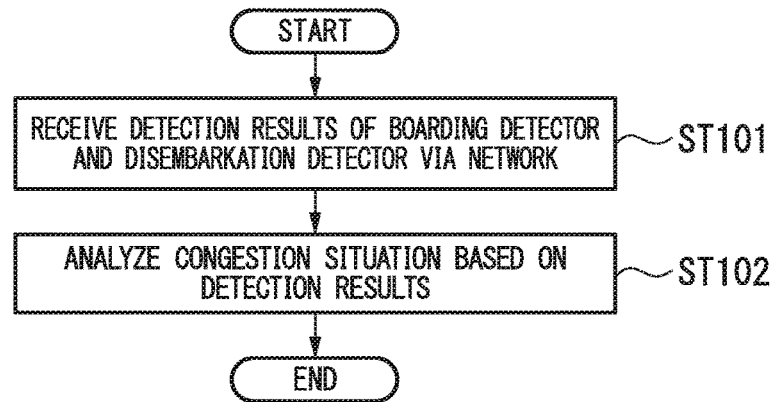 START
RECEIVE DETECTION RESULTS OF BOARDING DETECTOR
AND DISEMBARKATION DETECTOR VIA NETWORK
ST101
ANALYZE CONGESTION SITUATION BASED ON
DETECTION RESULTS
ST102
END